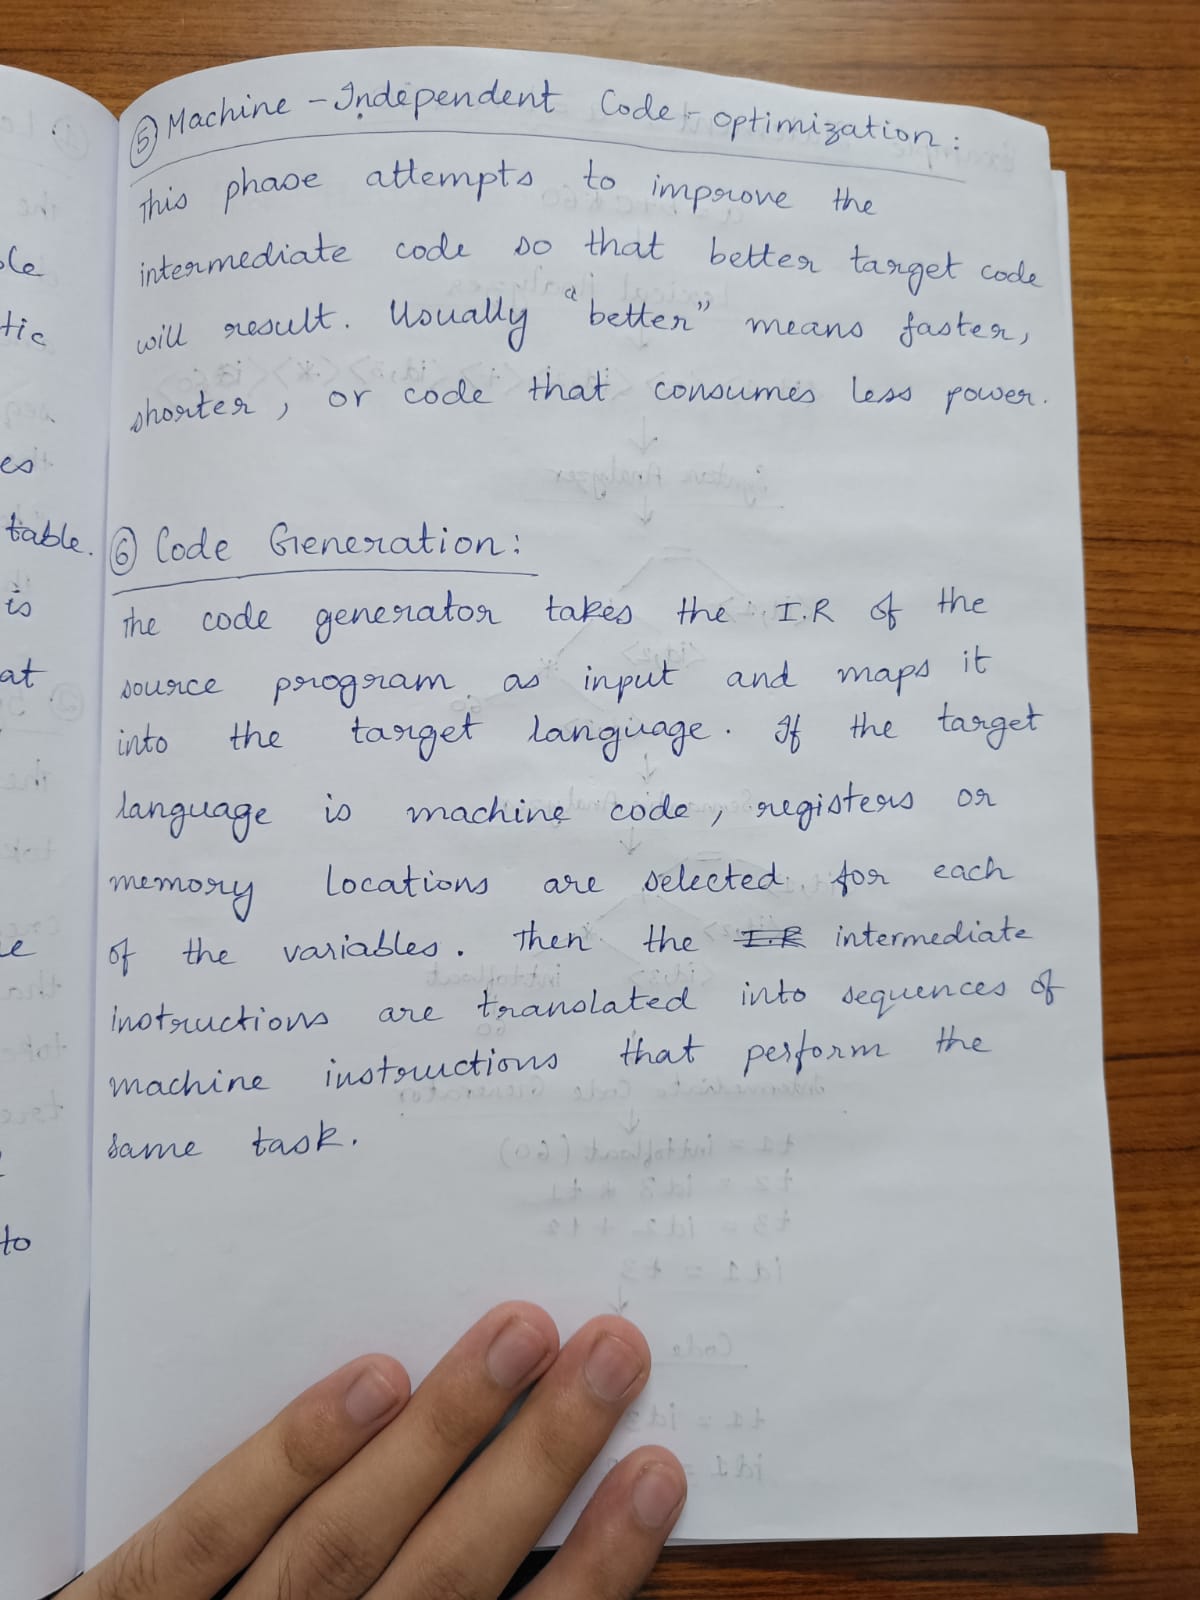 ⑤ Machine - Independent Code - optimization :
This phase attempts to improve the
intermediate code so that better target code
will result. Usually "better" means faster,
shorter, or code that consumes less power.
⑥ Code Generation :
The code generator takes the I.R of the
source program as input and maps it
into the target language. If the target
language is machine code, registers or
memory locations are selected for each
of the variables. Then the I.R intermediate
instructions are translated into sequences of
machine instructions that perform the
same task.
tic
es
table.
is
at
to